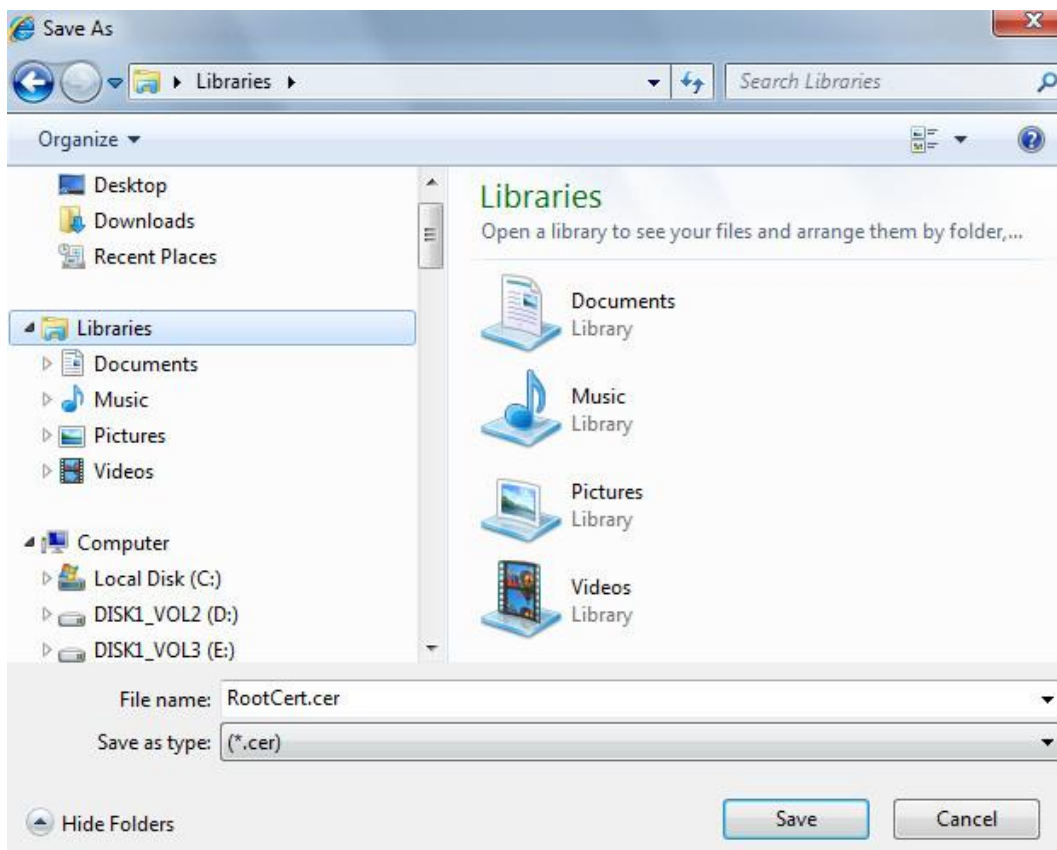 Save As
Libraries
Search Libraries
Organize
Desktop
Downloads
Recent Places
Libraries
Documents
Music
Pictures
Videos
Computer
Local Disk (C:)
DISK1_VOL2 (D:)
DISK1_VOL3 (E:)
Libraries
Open a library to see your files and arrange them by folder,...
Documents
Library
Music
Library
Pictures
Library
Videos
Library
File name: RootCert.cer
Save as type: (*.cer)
Hide Folders
Save
Cancel